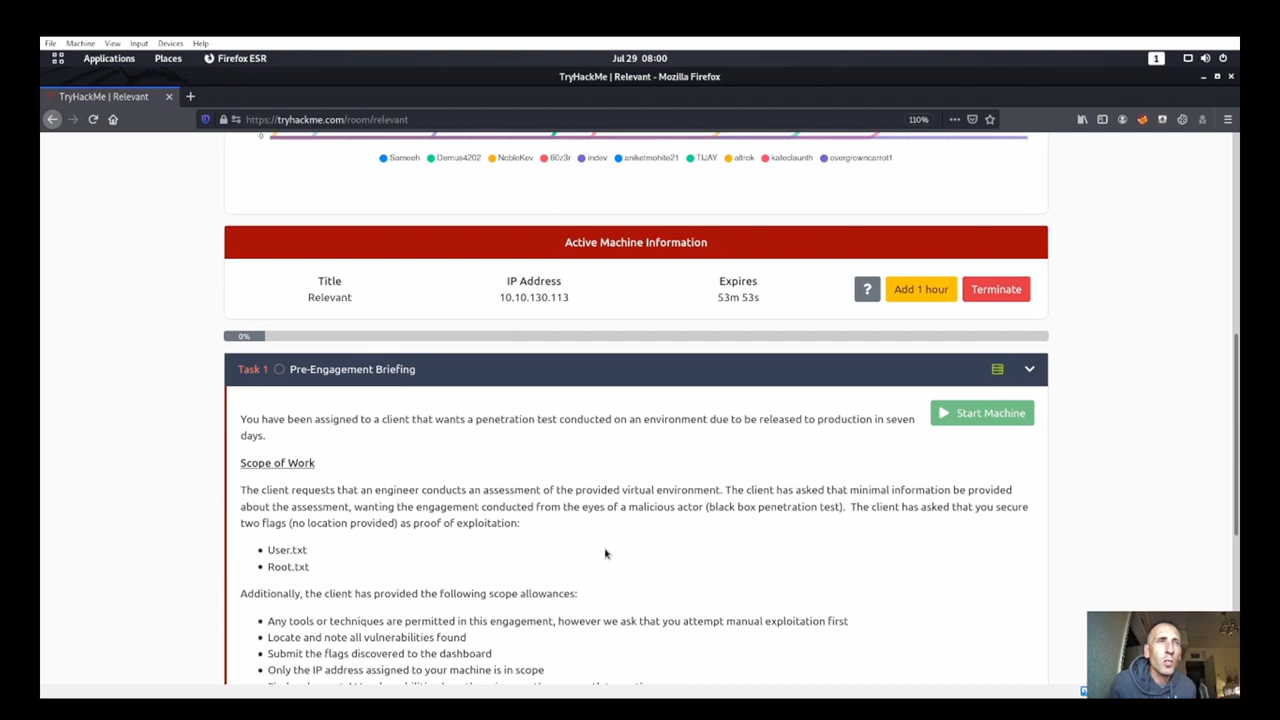 File Machine View Input Devices Help
Applications Places Firefox ESR Jul 29 08:00 1
TryHackMe | Relevant - Mozilla Firefox
TryHackMe | Relevant
https://tryhackme.com/room/relevant 110%
0
Sameeh Demus4202 NobleKev 60z3r indev aniketmohite21 TIJAY altrok kafeclaunth overgrowncarrot1
Active Machine Information
Title IP Address Expires
Relevant 10.10.130.113 53m 53s ? Add 1 hour Terminate
0%
Task 1 Pre-Engagement Briefing
Start Machine
You have been assigned to a client that wants a penetration test conducted on an environment due to be released to production in seven
days.
Scope of Work
The client requests that an engineer conducts an assessment of the provided virtual environment. The client has asked that minimal information be provided
about the assessment, wanting the engagement conducted from the eyes of a malicious actor (black box penetration test). The client has asked that you secure
two flags (no location provided) as proof of exploitation:
• User.txt
• Root.txt
Additionally, the client has provided the following scope allowances:
• Any tools or techniques are permitted in this engagement, however we ask that you attempt manual exploitation first
• Locate and note all vulnerabilities found
• Submit the flags discovered to the dashboard
• Only the IP address assigned to your machine is in scope